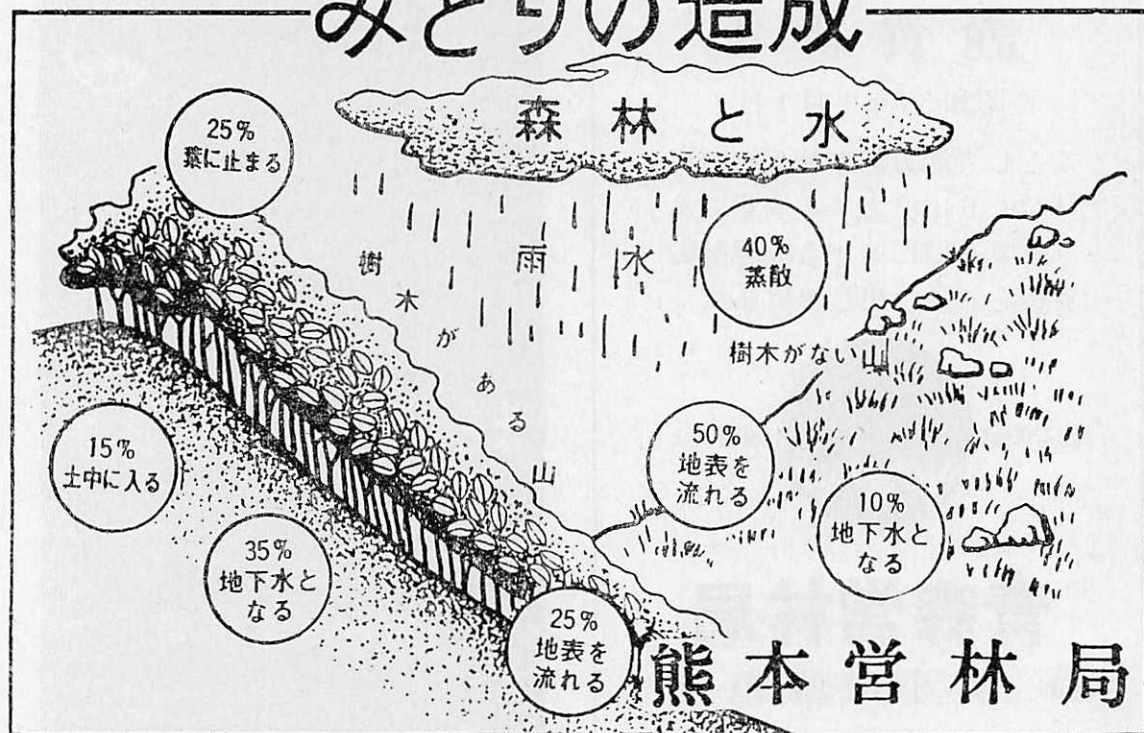 みどりの造成
森林と水
25%
葉に止まる
雨水
40%
蒸散
樹木がある山
樹木がない山
15%
土中に入る
50%
地表を
流れる
10%
地下水と
なる
35%
地下水と
なる
25%
地表を
流れる
熊本営林局